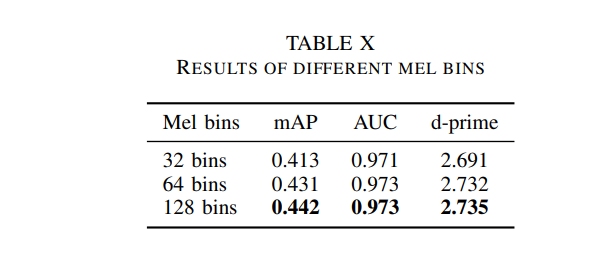 TABLE X
RESULTS OF DIFFERENT MEL BINS
Mel bins mAP AUC d-prime
32 bins 0.413 0.971 2.691
64 bins 0.431 0.973 2.732
128 bins 0.442 0.973 2.735